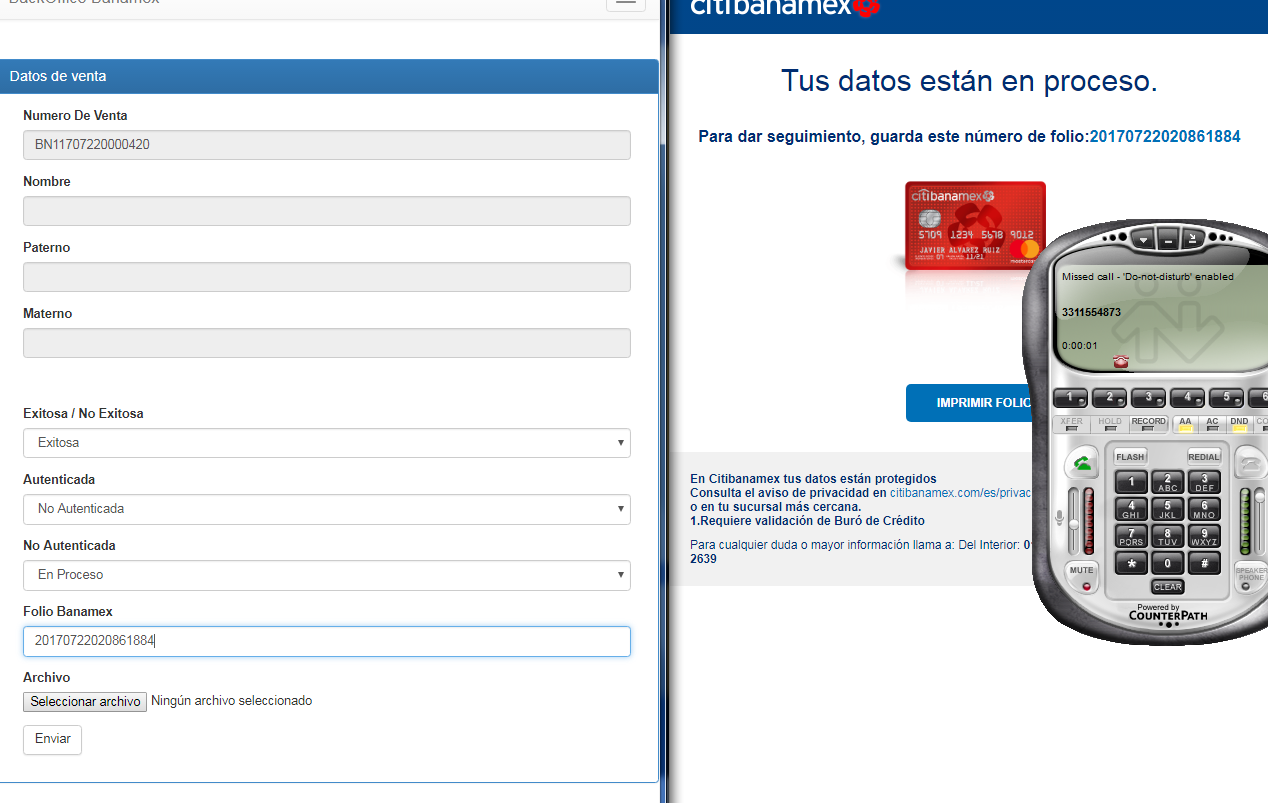 BackOffice Banamex
Datos de venta
Numero De Venta
BN11707220000420
Nombre
Paterno
Materno
Exitosa / No Exitosa
Exitosa
Autenticada
No Autenticada
No Autenticada
En Proceso
Folio Banamex
20170722020861884
Archivo
Seleccionar archivo Ningún archivo seleccionado
Enviar
citibanamex
Tus datos están en proceso.
Para dar seguimiento, guarda este número de folio:20170722020861884
citibanamex
5709 1234 5678 9012
JAVIER ALVAREZ RUIZ
07 11/21
mastercard
IMPRIMIR FOLIO
En Citibanamex tus datos están protegidos
Consulta el aviso de privacidad en citibanamex.com/es/privac
o en tu sucursal más cercana.
1.Requiere validación de Buró de Crédito
Para cualquier duda o mayor información llama a: Del Interior: 0
2639
Missed call - 'Do-not-disturb' enabled
3311554873
0:00:01
1 2 3 4 5 6
XFER HOLD RECORD AA AC DND CO
FLASH REDIAL
1 2 ABC 3 DEF
4 GHI 5 JKL 6 MNO
7 PQRS 8 TUV 9 WXYZ
* 0 #
MUTE
SPEAKER
PHONE
CLEAR
Powered by
COUNTERPATH